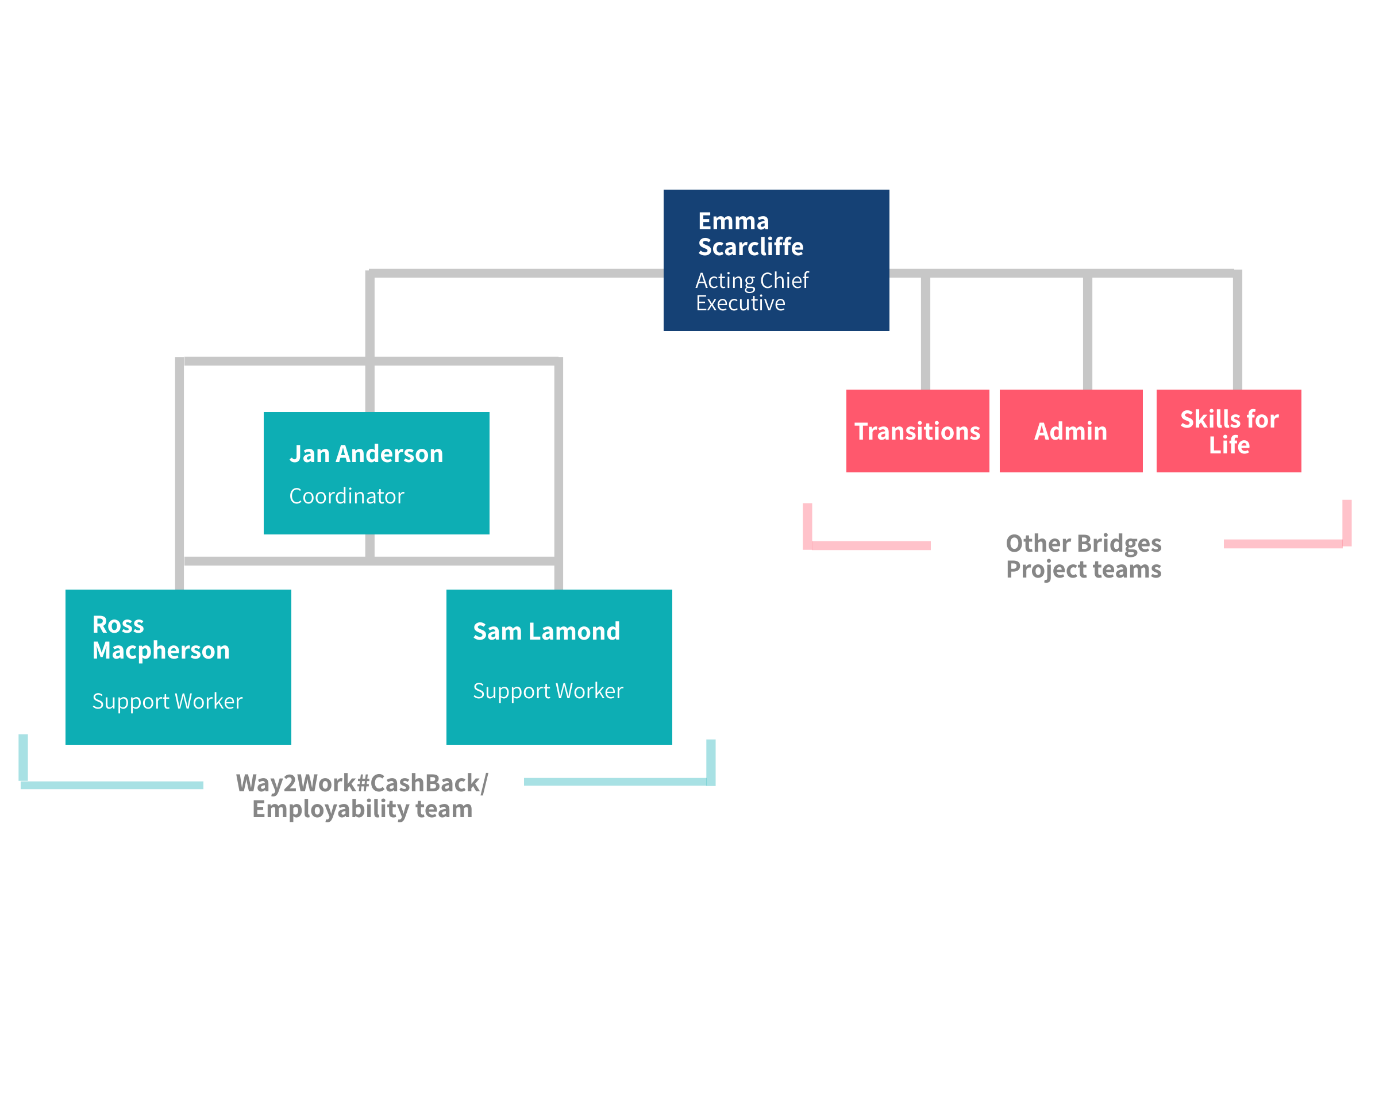 Emma
Scarcliffe
Acting Chief
Executive
Jan Anderson
Coordinator
Transitions
Admin
Skills for
Life
Other Bridges
Project teams
Ross
Macpherson
Support Worker
Sam Lamond
Support Worker
Way2Work#CashBack/
Employability team